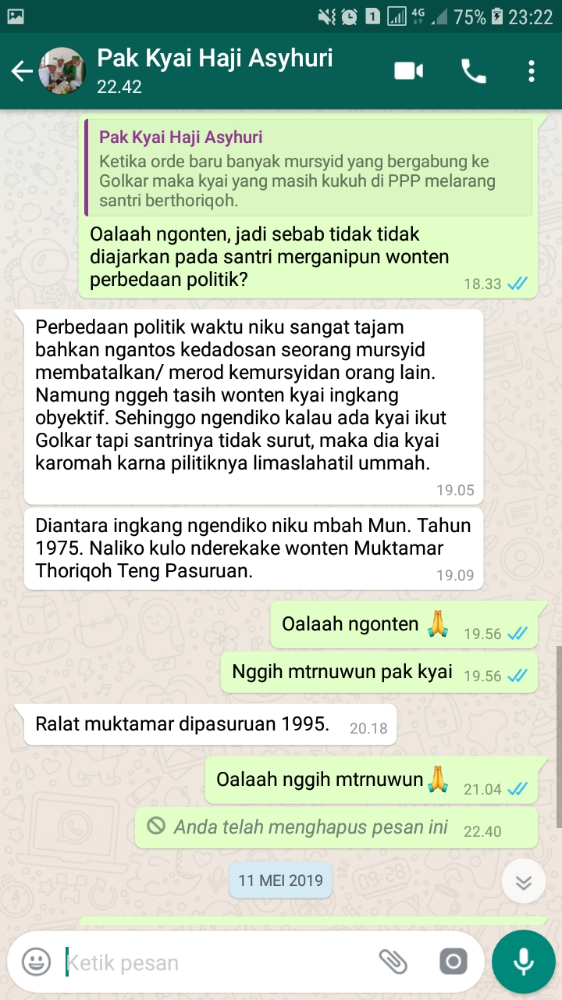 1 4G 75% 23:22
Pak Kyai Haji Asyhuri
22.42
Pak Kyai Haji Asyhuri
Ketika orde baru banyak mursyid yang bergabung ke
Golkar maka kyai yang masih kukuh di PPP melarang
santri berthoriqoh.
Oalaah ngonten, jadi sebab tidak tidak
diajarkan pada santri merganipun wonten
perbedaan politik? 18.33
Perbedaan politik waktu niku sangat tajam
bahkan ngantos kedadosan seorang mursyid
membatalkan/ merod kemursyidan orang lain.
Namung nggeh tasih wonten kyai ingkang
obyektif. Sehinggo ngendiko kalau ada kyai ikut
Golkar tapi santrinya tidak surut, maka dia kyai
karomah karna pilitiknya limaslahatil ummah.
19.05
Diantara ingkang ngendiko niku mbah Mun. Tahun
1975. Naliko kulo nderekake wonten Muktamar
Thoriqoh Teng Pasuruan. 19.09
Oalaah ngonten 🙏 19.56
Nggih mtrnuwun pak kyai 19.56
Ralat muktamar dipasuruan 1995. 20.18
Oalaah nggih mtrnuwun🙏 21.04
Anda telah menghapus pesan ini 22.40
11 MEI 2019
Ketik pesan